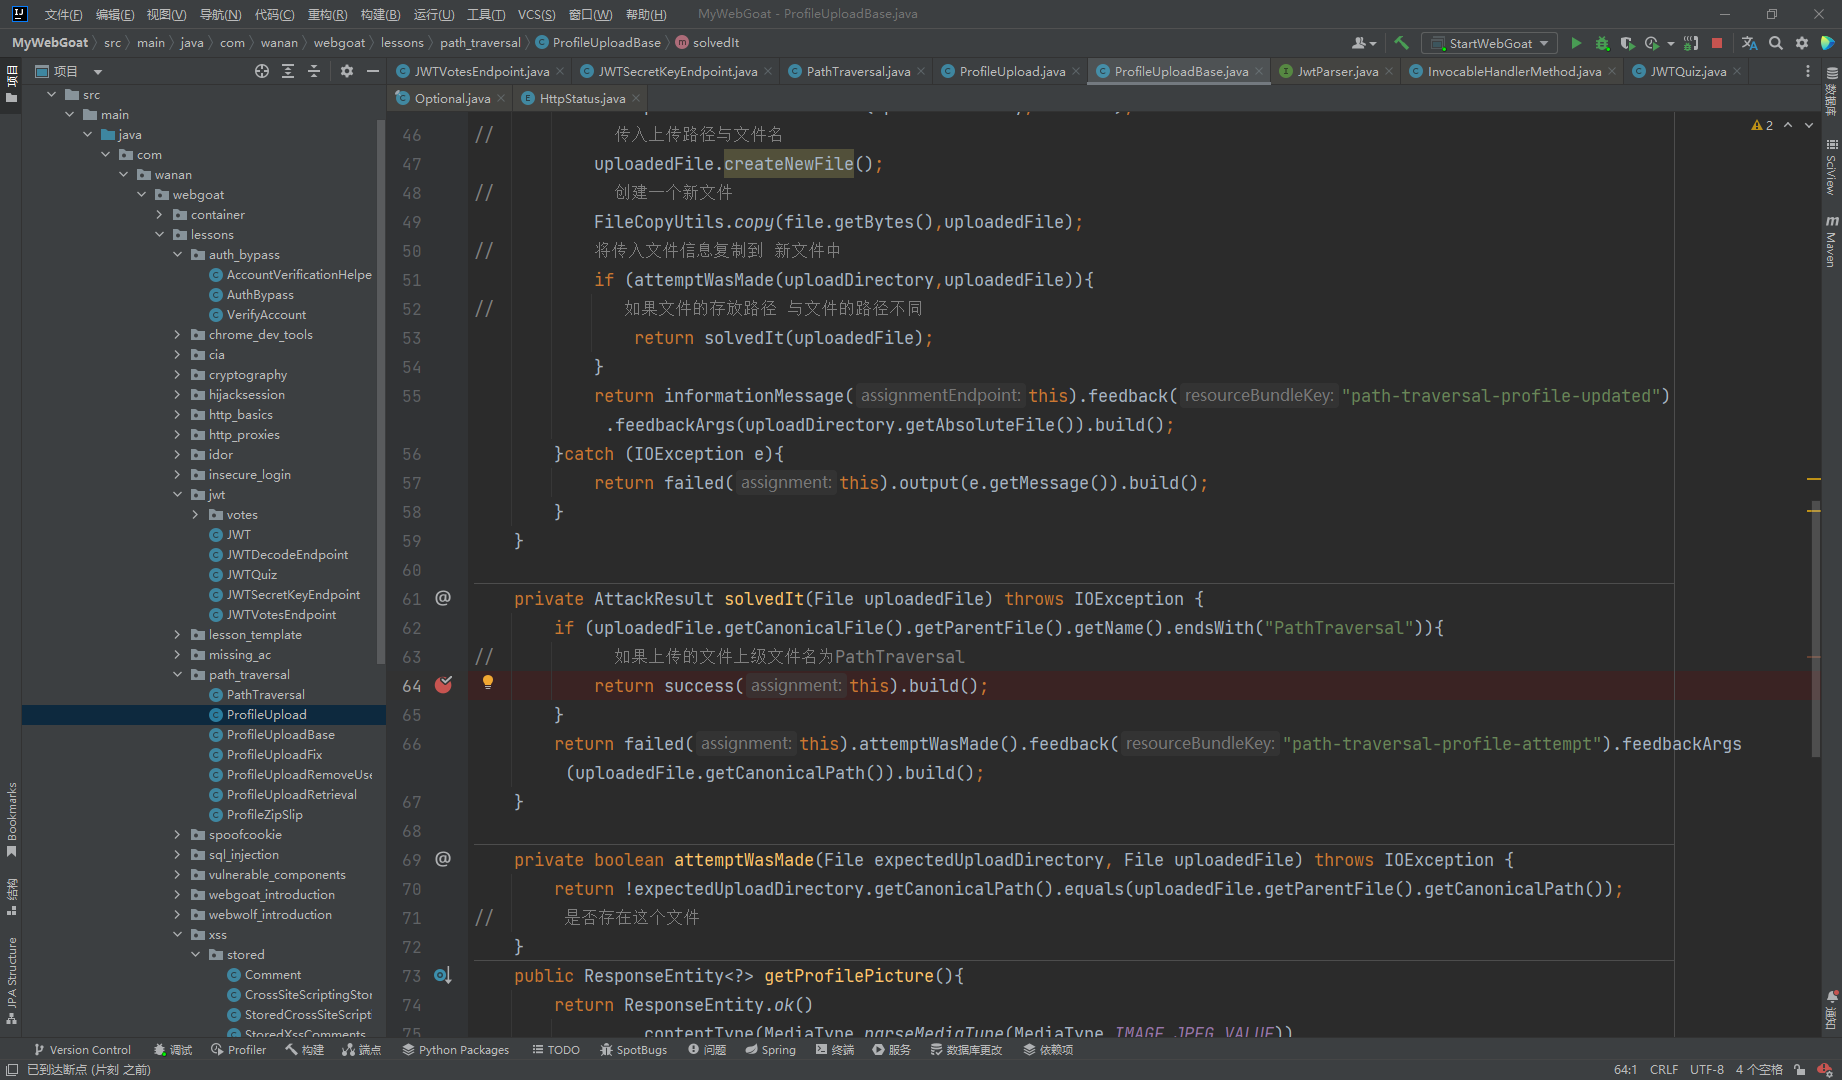 文件(F) 编辑(E) 视图(V) 导航(N) 代码(C) 重构(R) 构建(B) 运行(U) 工具(T) VCS(S) 窗口(W) 帮助(H) MyWebGoat - ProfileUploadBase.java
MyWebGoat src main java com wanan webgoat lessons path_traversal ProfileUploadBase solvedIt StartWebGoat
项目
JWTVotesEndpoint.java JWTSecretKeyEndpoint.java PathTraversal.java ProfileUpload.java ProfileUploadBase.java JwtParser.java InvocableHandlerMethod.java JWTQuiz.java
Optional.java HttpStatus.java
项目
Bookmarks
结构
JPA Structure
src
main
java
com
wanan
webgoat
container
lessons
auth_bypass
AccountVerificationHelpe
AuthBypass
VerifyAccount
chrome_dev_tools
cia
cryptography
hijacksession
http_basics
http_proxies
idor
insecure_login
jwt
votes
JWT
JWTDecodeEndpoint
JWTQuiz
JWTSecretKeyEndpoint
JWTVotesEndpoint
lesson_template
missing_ac
path_traversal
PathTraversal
ProfileUpload
ProfileUploadBase
ProfileUploadFix
ProfileUploadRemoveUse
ProfileUploadRetrieval
ProfileZipSlip
spoofcookie
sql_injection
vulnerable_components
webgoat_introduction
webwolf_introduction
xss
stored
Comment
CrossSiteScriptingStor
StoredCrossSiteScript
StoredXssComments
2
46 // 传入上传路径与文件名
47 uploadedFile.createNewFile();
48 // 创建一个新文件
49 FileCopyUtils.copy(file.getBytes(),uploadedFile);
50 // 将传入文件信息复制到 新文件中
51 if (attemptWasMade(uploadDirectory,uploadedFile)){
52 // 如果文件的存放路径 与文件的路径不同
53 return solvedIt(uploadedFile);
54 }
55 return informationMessage( assignmentEndpoint: this).feedback( resourceBundleKey: "path-traversal-profile-updated")
.feedbackArgs(uploadDirectory.getAbsoluteFile()).build();
56 }catch (IOException e){
57 return failed( assignment: this).output(e.getMessage()).build();
58 }
59 }
60
61 @ private AttackResult solvedIt(File uploadedFile) throws IOException {
62 if (uploadedFile.getCanonicalFile().getParentFile().getName().endsWith("PathTraversal")){
63 // 如果上传的文件上级文件名为PathTraversal
64 return success( assignment: this).build();
65 }
66 return failed( assignment: this).attemptWasMade().feedback( resourceBundleKey: "path-traversal-profile-attempt").feedbackArgs
(uploadedFile.getCanonicalPath()).build();
67 }
68
69 @ private boolean attemptWasMade(File expectedUploadDirectory, File uploadedFile) throws IOException {
70 return !expectedUploadDirectory.getCanonicalPath().equals(uploadedFile.getParentFile().getCanonicalPath());
71 // 是否存在这个文件
72 }
73 public ResponseEntity<?> getProfilePicture(){
74 return ResponseEntity.ok()
75 .contentType(MediaType.parseMediaType(MediaType.IMAGE_JPEG_VALUE))
数据库
SciView
Maven
通知
Version Control 调试 Profiler 构建 端点 Python Packages TODO SpotBugs 问题 Spring 终端 服务 数据库更改 依赖项
已到达断点 (片刻 之前) 64:1 CRLF UTF-8 4 个空格